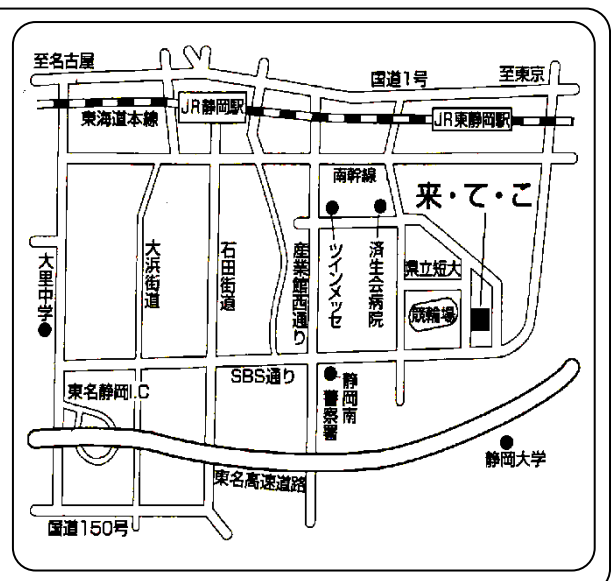 至名古屋
国道1号
至東京
JR静岡駅
東海道本線
JR東静岡駅
南幹線
来・て・こ
大里中学
大浜街道
石田街道
産業館西通り
ツインメッセ
済生会病院
県立短大
競輪場
SBS通り
静岡南
警察署
東名静岡I.C
静岡大学
東名高速道路
国道150号